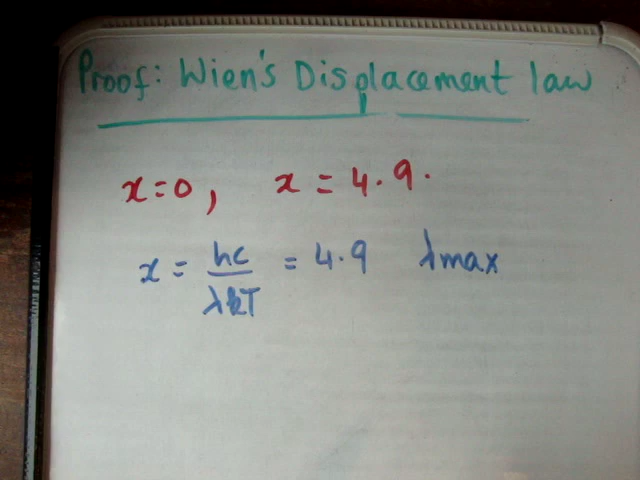 Proof: Wien's Displacement law
x=0, x = 4.9.
x = hc/λkT = 4.9 λmax